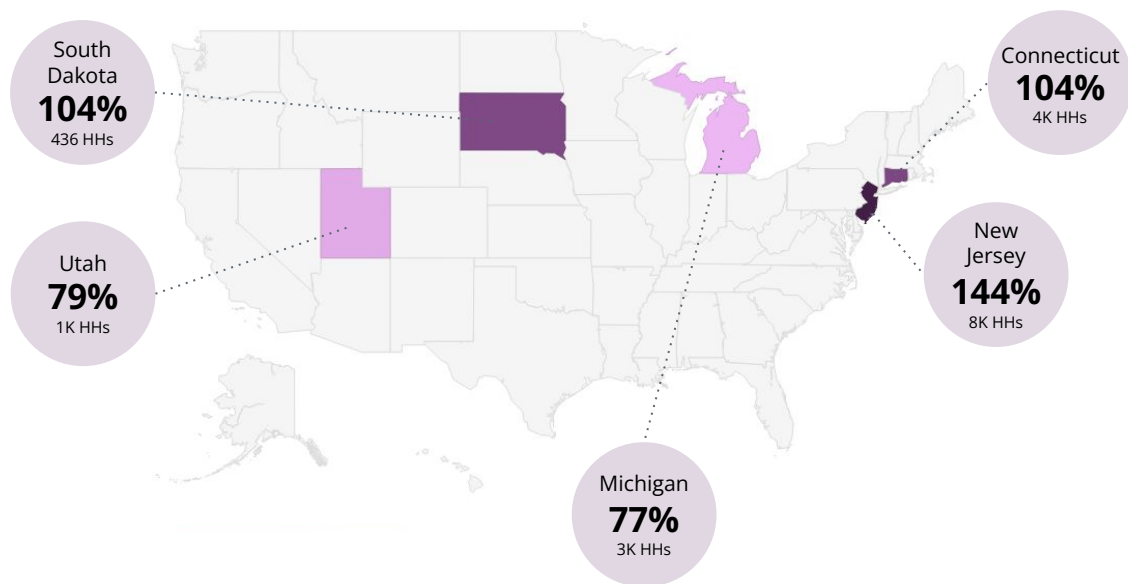 South
Dakota
104%
436 HHs
Connecticut
104%
4K HHs
Utah
79%
1K HHs
New
Jersey
144%
8K HHs
Michigan
77%
3K HHs